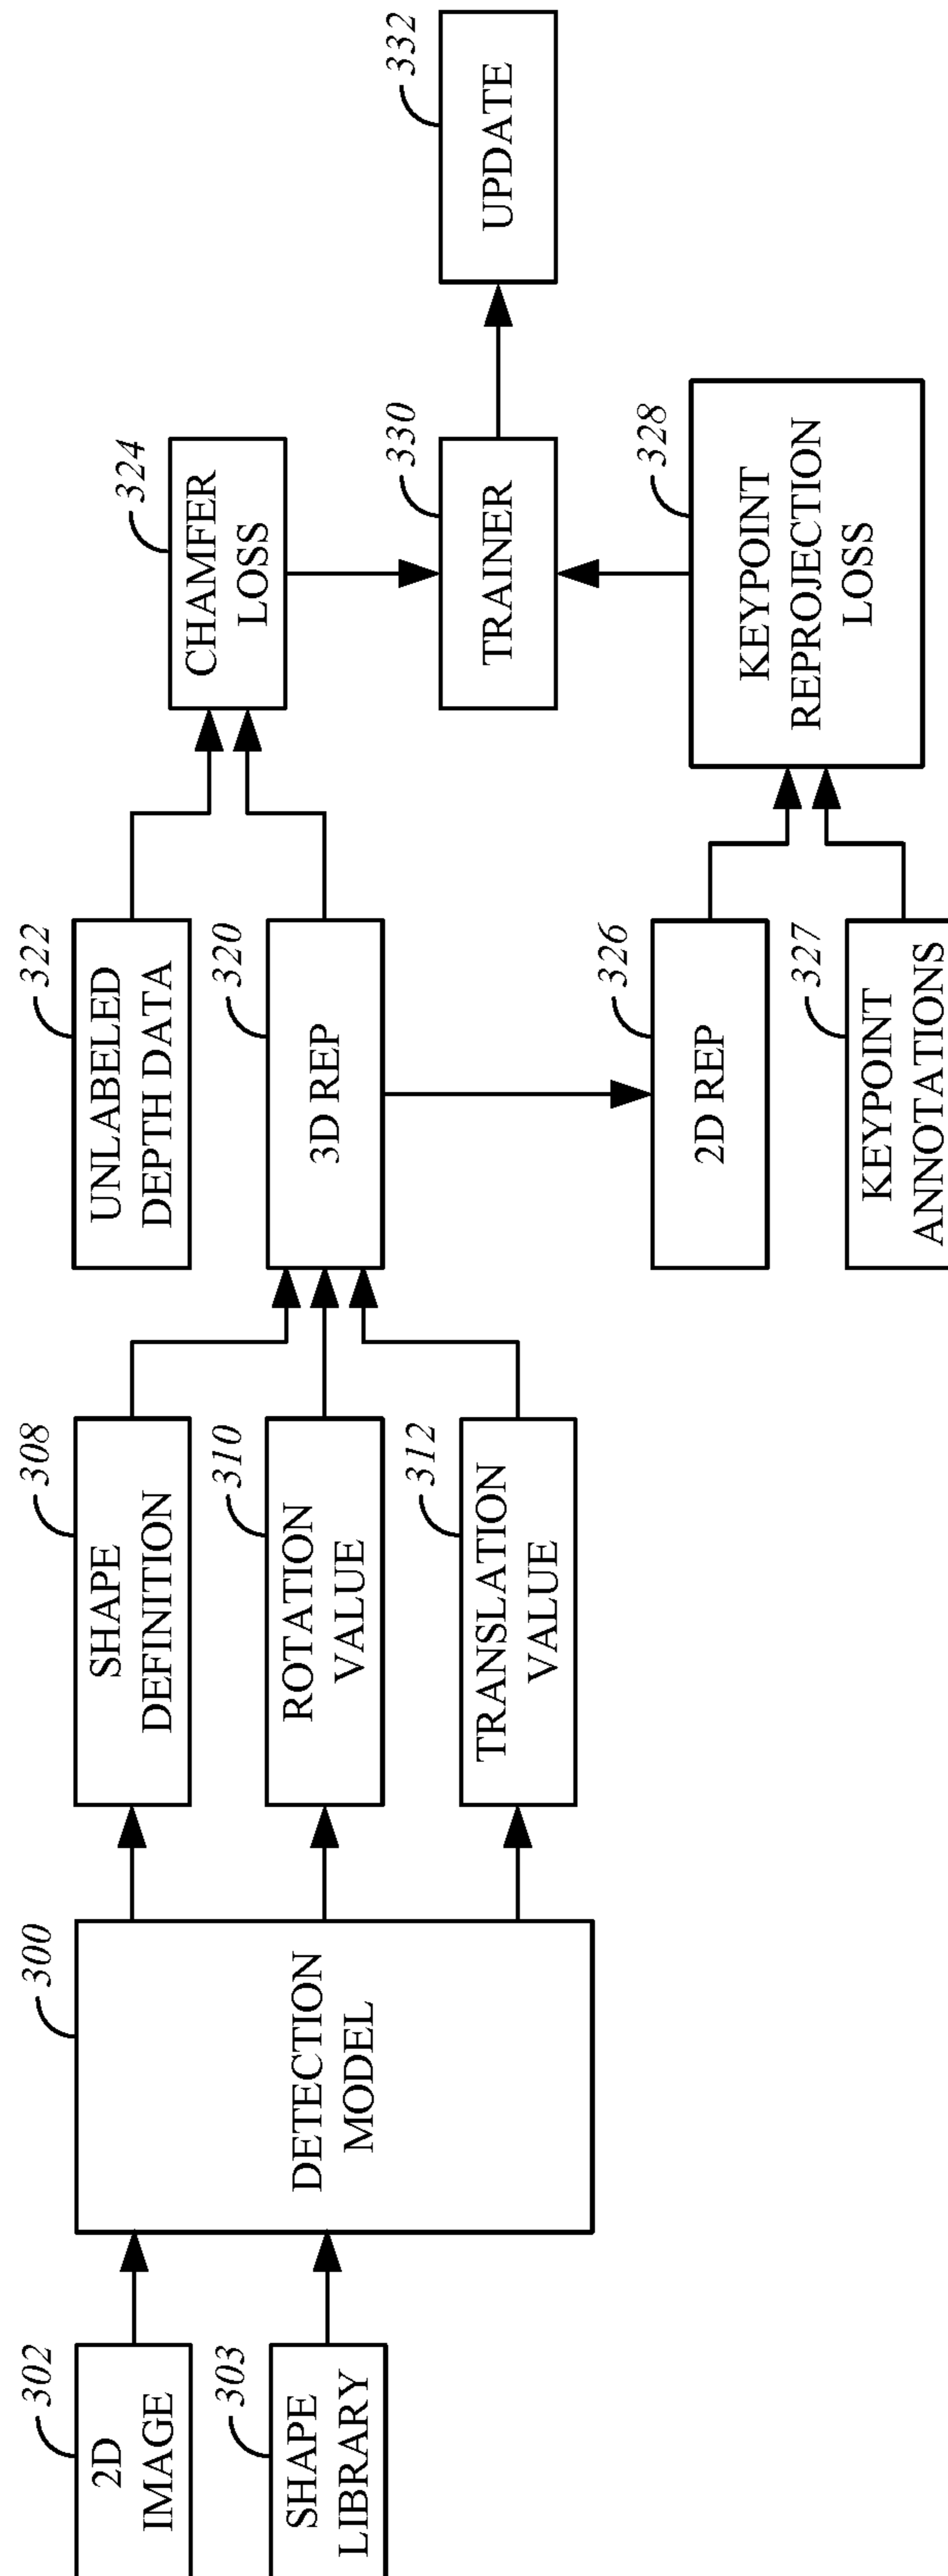 302
2D
IMAGE
303
SHAPE
LIBRARY
300
DETECTION
MODEL
308
SHAPE
DEFINITION
310
ROTATION
VALUE
312
TRANSLATION
VALUE
322
UNLABELED
DEPTH DATA
320
3D REP
326
2D REP
327
KEYPOINT
ANNOTATIONS
324
CHAMFER
LOSS
330
TRAINER
328
KEYPOINT
REPROJECTION
LOSS
332
UPDATE